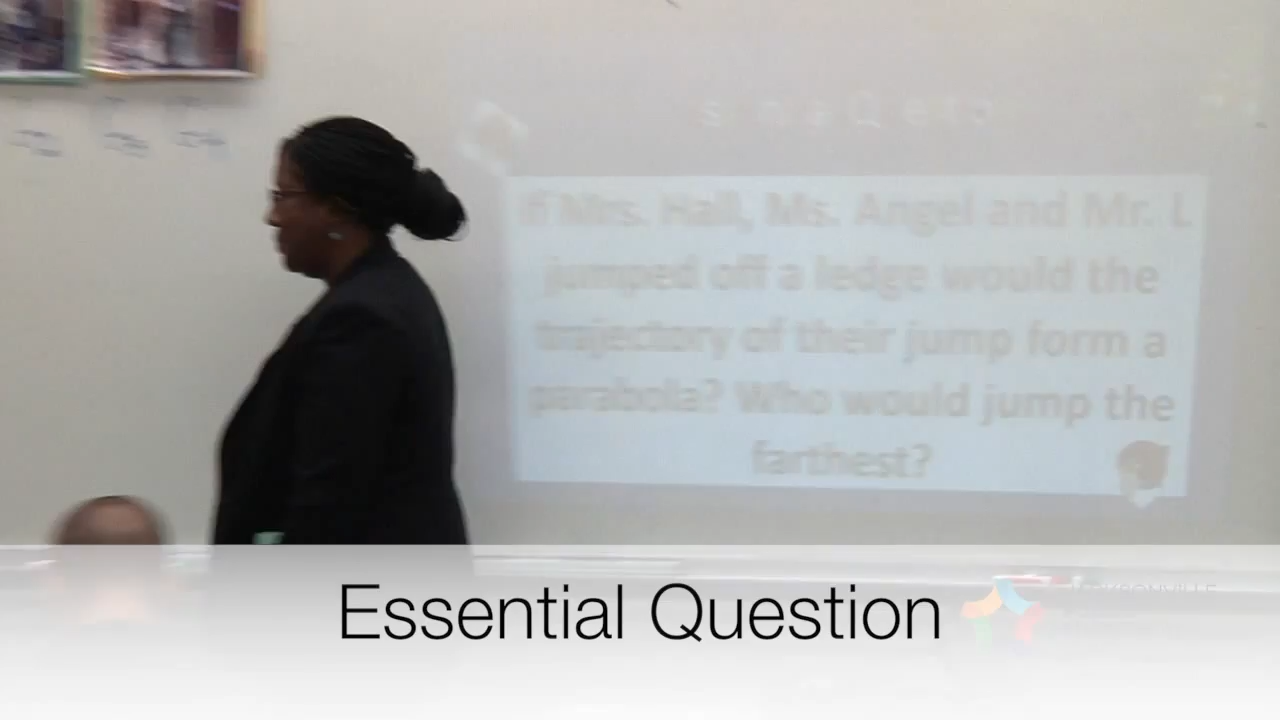 If Mrs. Hall, Ms. Angel and Mr. L
jumped off a ledge would the
trajectory of their jump form a
parabola? Who would jump the
farthest?
Essential Question
JACKSONVILLE